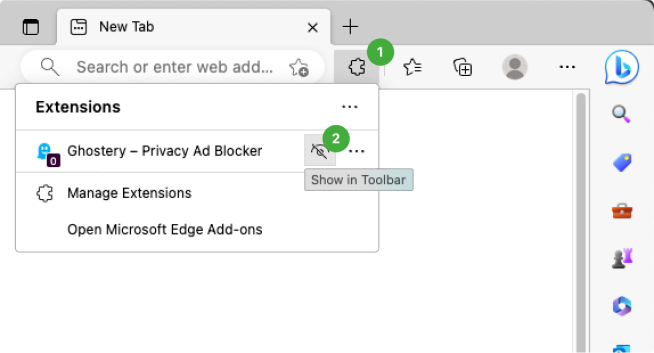 New Tab
1
Search or enter web add...
Extensions
2
0
Ghostery – Privacy Ad Blocker
Show in Toolbar
Manage Extensions
Open Microsoft Edge Add-ons